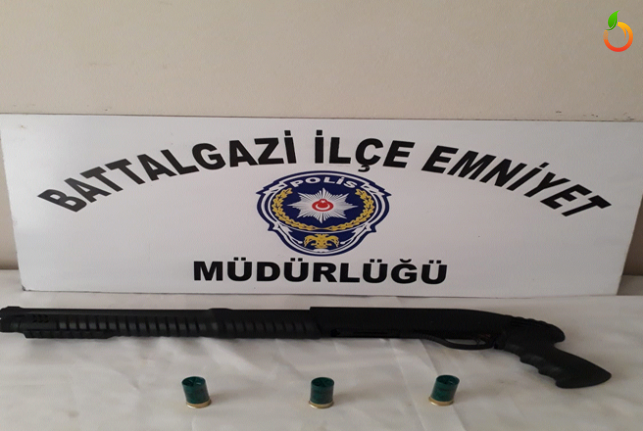 BATTALGAZİ İLÇE EMNİYET
POLİS
MÜDÜRLÜĞÜ